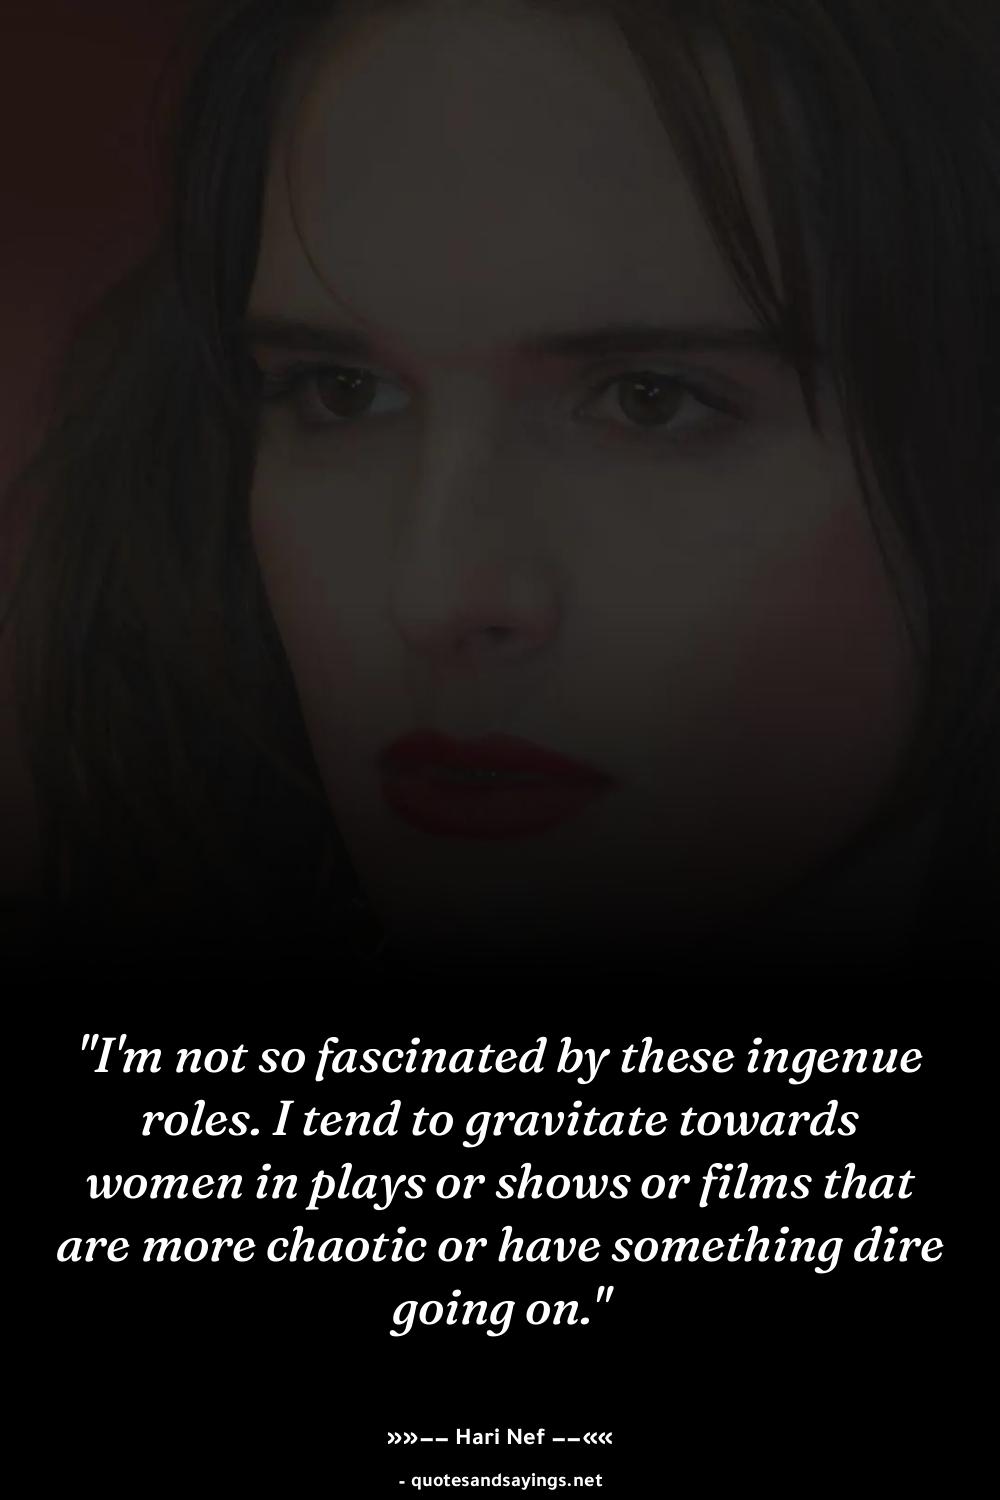 "I'm not so fascinated by these ingenue
roles. I tend to gravitate towards
women in plays or shows or films that
are more chaotic or have something dire
going on."
»»−− Hari Nef −−««
- quotesandsayings.net